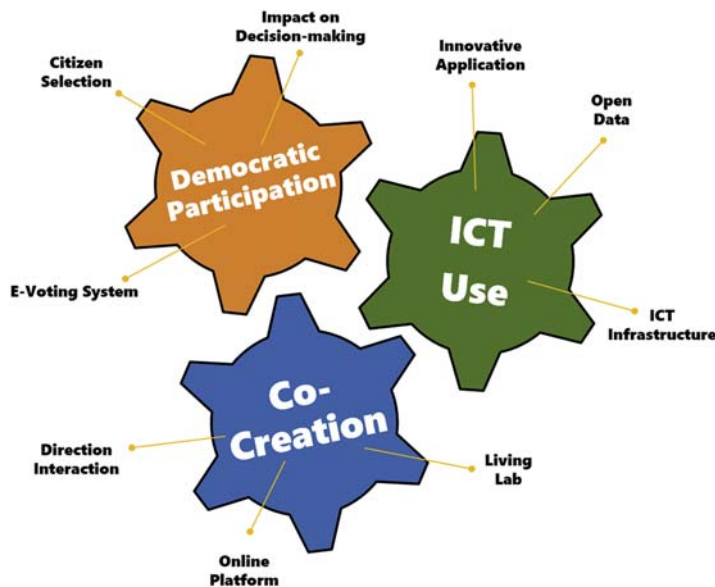 Impact on
Decision-making
Citizen
Selection
Democratic
Participation
E-Voting System
Innovative
Application
Open
Data
ICT
Use
ICT
Infrastructure
Co-
Creation
Direction
Interaction
Living
Lab
Online
Platform